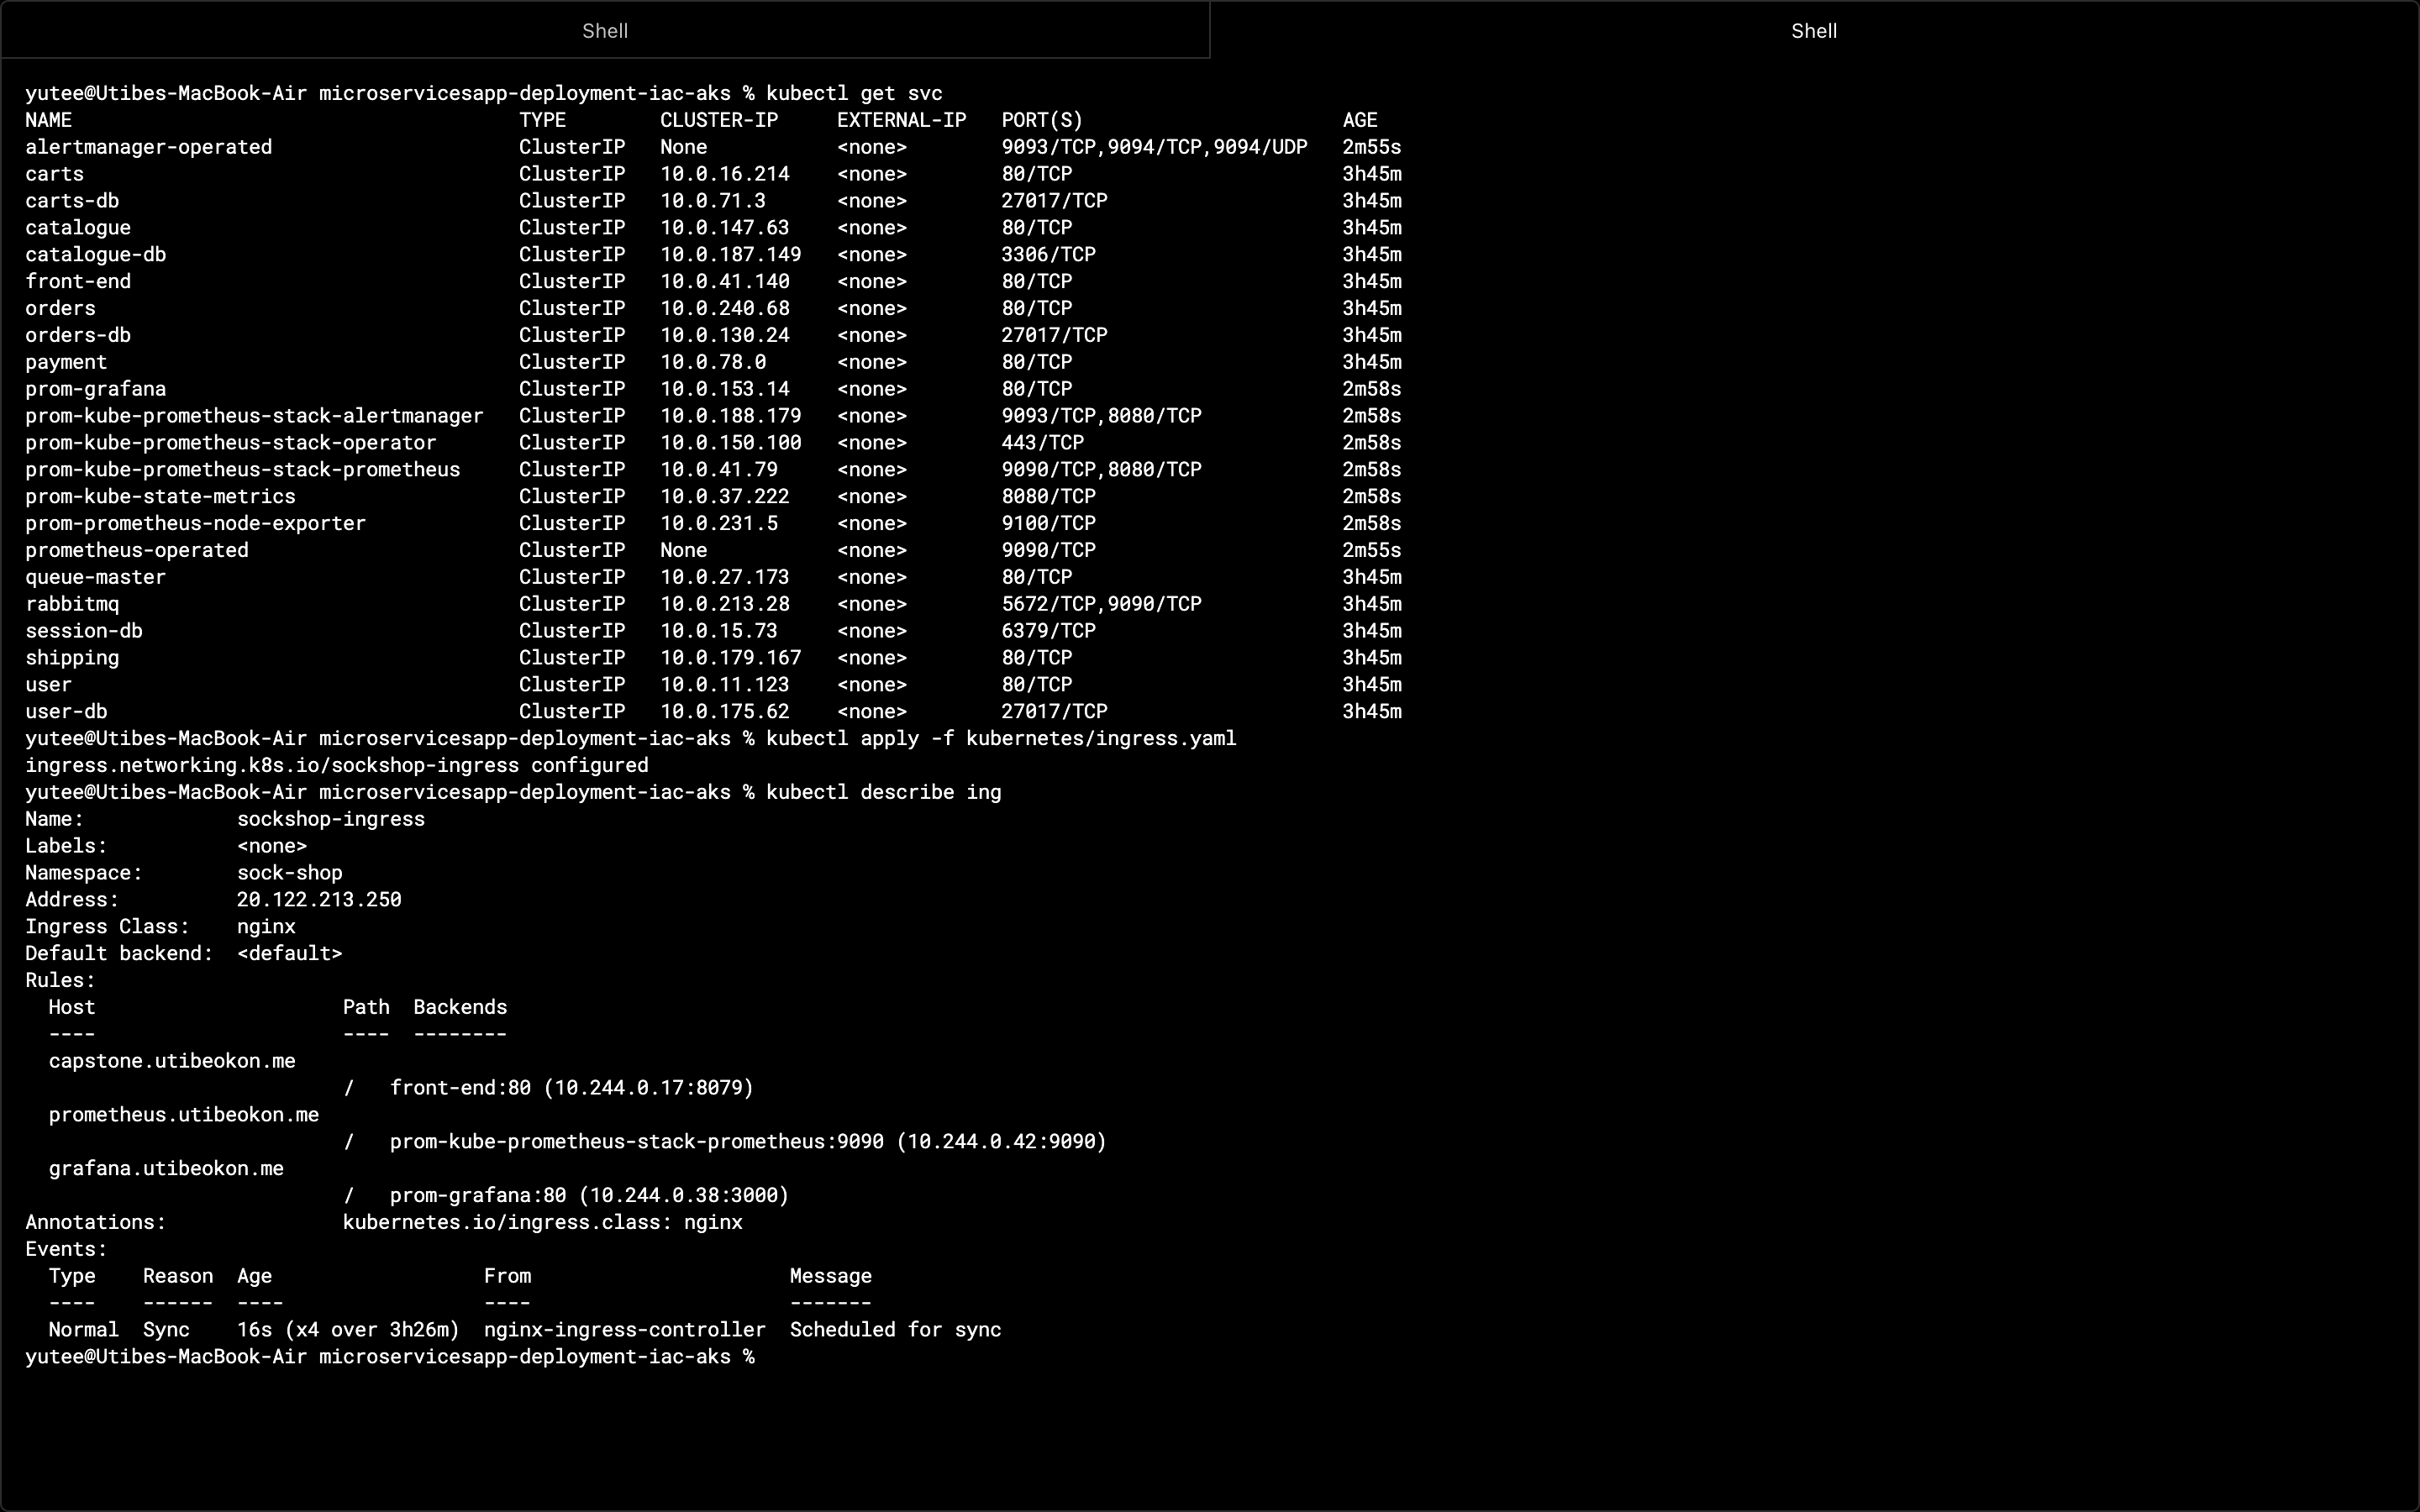 Shell
Shell
yutee@Utibes-MacBook-Air microservicesapp-deployment-iac-aks % kubectl get svc
NAME TYPE CLUSTER-IP EXTERNAL-IP PORT(S) AGE
alertmanager-operated ClusterIP None <none> 9093/TCP,9094/TCP,9094/UDP 2m55s
carts ClusterIP 10.0.16.214 <none> 80/TCP 3h45m
carts-db ClusterIP 10.0.71.3 <none> 27017/TCP 3h45m
catalogue ClusterIP 10.0.147.63 <none> 80/TCP 3h45m
catalogue-db ClusterIP 10.0.187.149 <none> 3306/TCP 3h45m
front-end ClusterIP 10.0.41.140 <none> 80/TCP 3h45m
orders ClusterIP 10.0.240.68 <none> 80/TCP 3h45m
orders-db ClusterIP 10.0.130.24 <none> 27017/TCP 3h45m
payment ClusterIP 10.0.78.0 <none> 80/TCP 3h45m
prom-grafana ClusterIP 10.0.153.14 <none> 80/TCP 2m58s
prom-kube-prometheus-stack-alertmanager ClusterIP 10.0.188.179 <none> 9093/TCP,8080/TCP 2m58s
prom-kube-prometheus-stack-operator ClusterIP 10.0.150.100 <none> 443/TCP 2m58s
prom-kube-prometheus-stack-prometheus ClusterIP 10.0.41.79 <none> 9090/TCP,8080/TCP 2m58s
prom-kube-state-metrics ClusterIP 10.0.37.222 <none> 8080/TCP 2m58s
prom-prometheus-node-exporter ClusterIP 10.0.231.5 <none> 9100/TCP 2m58s
prometheus-operated ClusterIP None <none> 9090/TCP 2m55s
queue-master ClusterIP 10.0.27.173 <none> 80/TCP 3h45m
rabbitmq ClusterIP 10.0.213.28 <none> 5672/TCP,9090/TCP 3h45m
session-db ClusterIP 10.0.15.73 <none> 6379/TCP 3h45m
shipping ClusterIP 10.0.179.167 <none> 80/TCP 3h45m
user ClusterIP 10.0.11.123 <none> 80/TCP 3h45m
user-db ClusterIP 10.0.175.62 <none> 27017/TCP 3h45m
yutee@Utibes-MacBook-Air microservicesapp-deployment-iac-aks % kubectl apply -f kubernetes/ingress.yaml
ingress.networking.k8s.io/sockshop-ingress configured
yutee@Utibes-MacBook-Air microservicesapp-deployment-iac-aks % kubectl describe ing
Name: sockshop-ingress
Labels: <none>
Namespace: sock-shop
Address: 20.122.213.250
Ingress Class: nginx
Default backend: <default>
Rules:
Host Path Backends
---- ---- --------
capstone.utibeokon.me
/ front-end:80 (10.244.0.17:8079)
prometheus.utibeokon.me
/ prom-kube-prometheus-stack-prometheus:9090 (10.244.0.42:9090)
grafana.utibeokon.me
/ prom-grafana:80 (10.244.0.38:3000)
Annotations: kubernetes.io/ingress.class: nginx
Events:
Type Reason Age From Message
---- ------ ---- ---- -------
Normal Sync 16s (x4 over 3h26m) nginx-ingress-controller Scheduled for sync
yutee@Utibes-MacBook-Air microservicesapp-deployment-iac-aks %